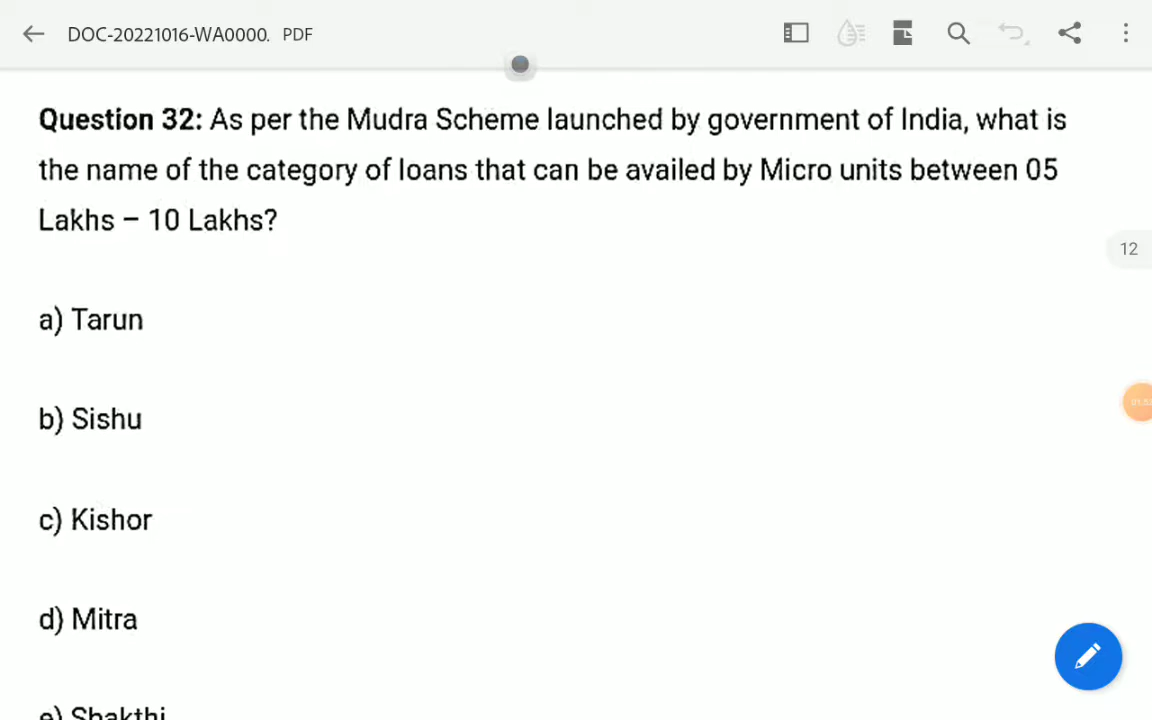 DOC-20221016-WA0000. PDF
Question 32: As per the Mudra Scheme launched by government of India, what is
the name of the category of loans that can be availed by Micro units between 05
Lakhs – 10 Lakhs?
12
a) Tarun
b) Sishu
c) Kishor
d) Mitra
e) Shakthi